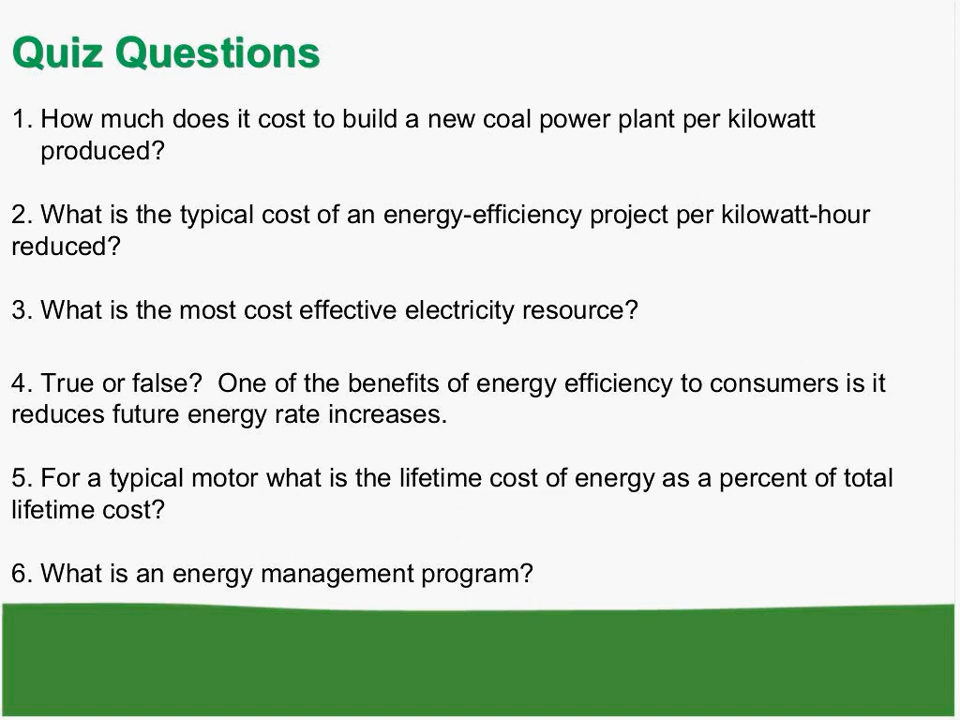 Quiz Questions
1. How much does it cost to build a new coal power plant per kilowatt
produced?
2. What is the typical cost of an energy-efficiency project per kilowatt-hour
reduced?
3. What is the most cost effective electricity resource?
4. True or false?  One of the benefits of energy efficiency to consumers is it
reduces future energy rate increases.
5. For a typical motor what is the lifetime cost of energy as a percent of total
lifetime cost?
6. What is an energy management program?